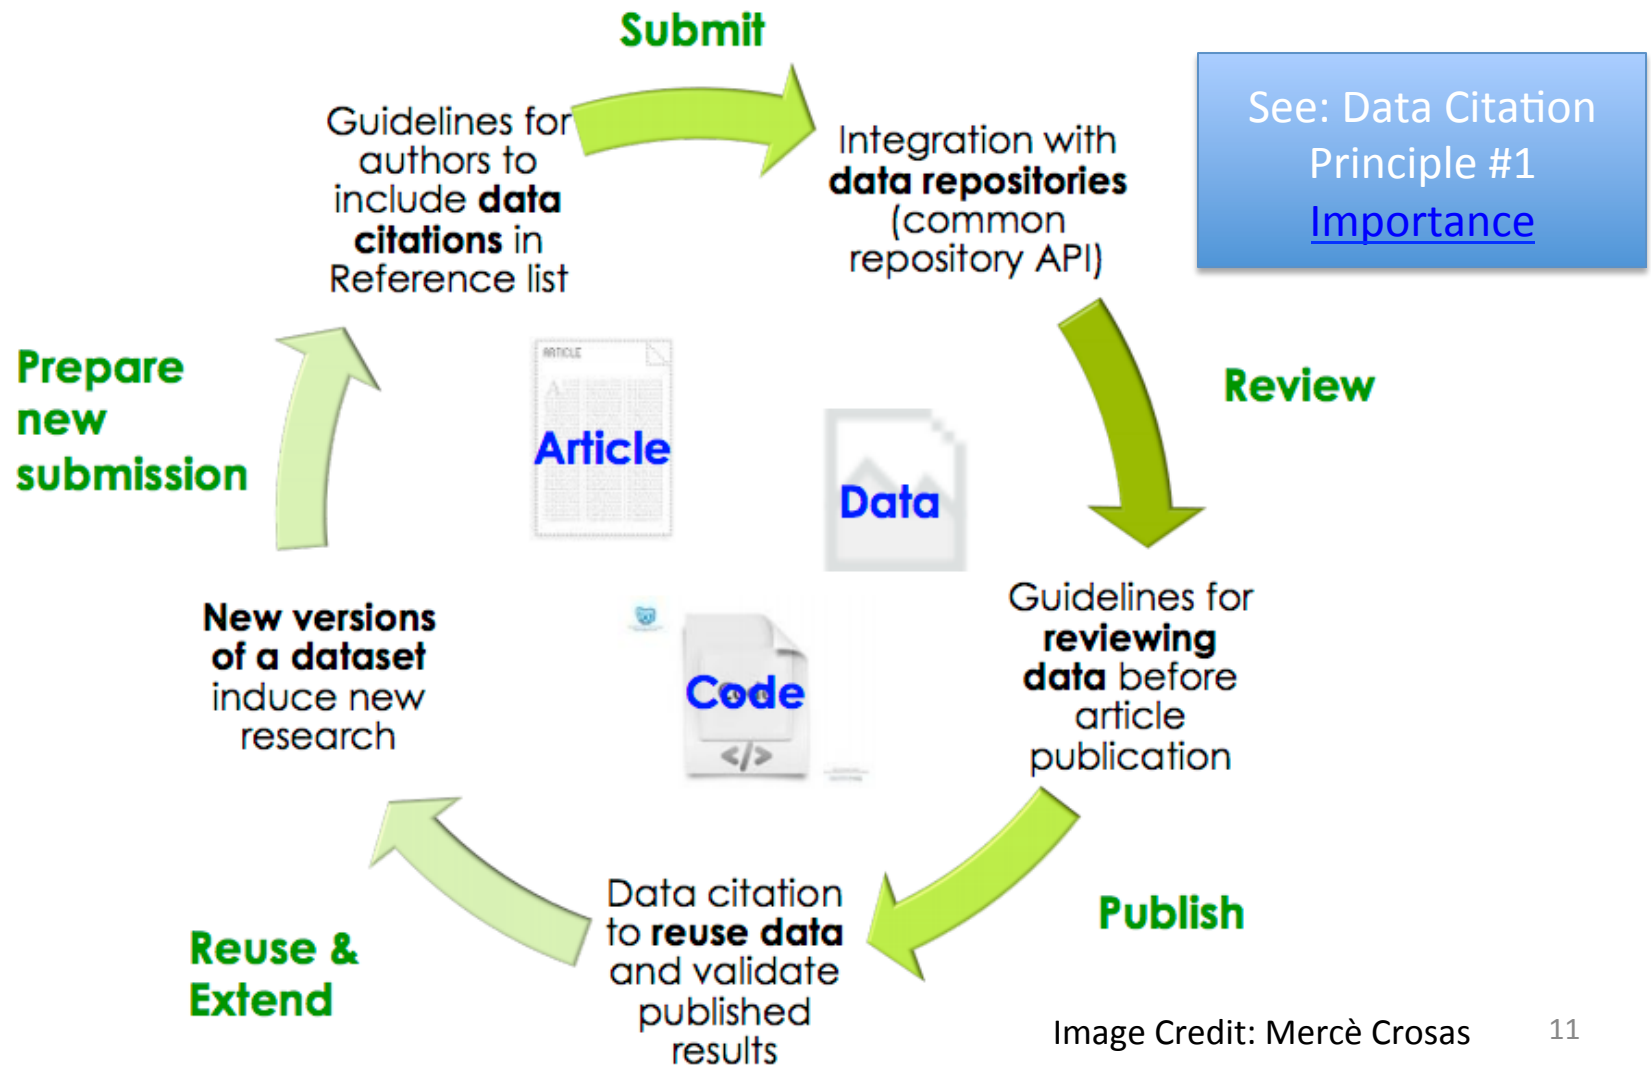 Submit
Guidelines for
authors to
include data
citations in
Reference list
Integration with
data repositories
(common
repository API)
See: Data Citation
Principle #1
Importance
Prepare
new
submission
Review
ARTICLE
A
Article
Data
Code
</>
New versions
of a dataset
induce new
research
Guidelines for
reviewing
data before
article
publication
Publish
Reuse &
Extend
Data citation
to reuse data
and validate
published
results
Image Credit: Mercè Crosas
11